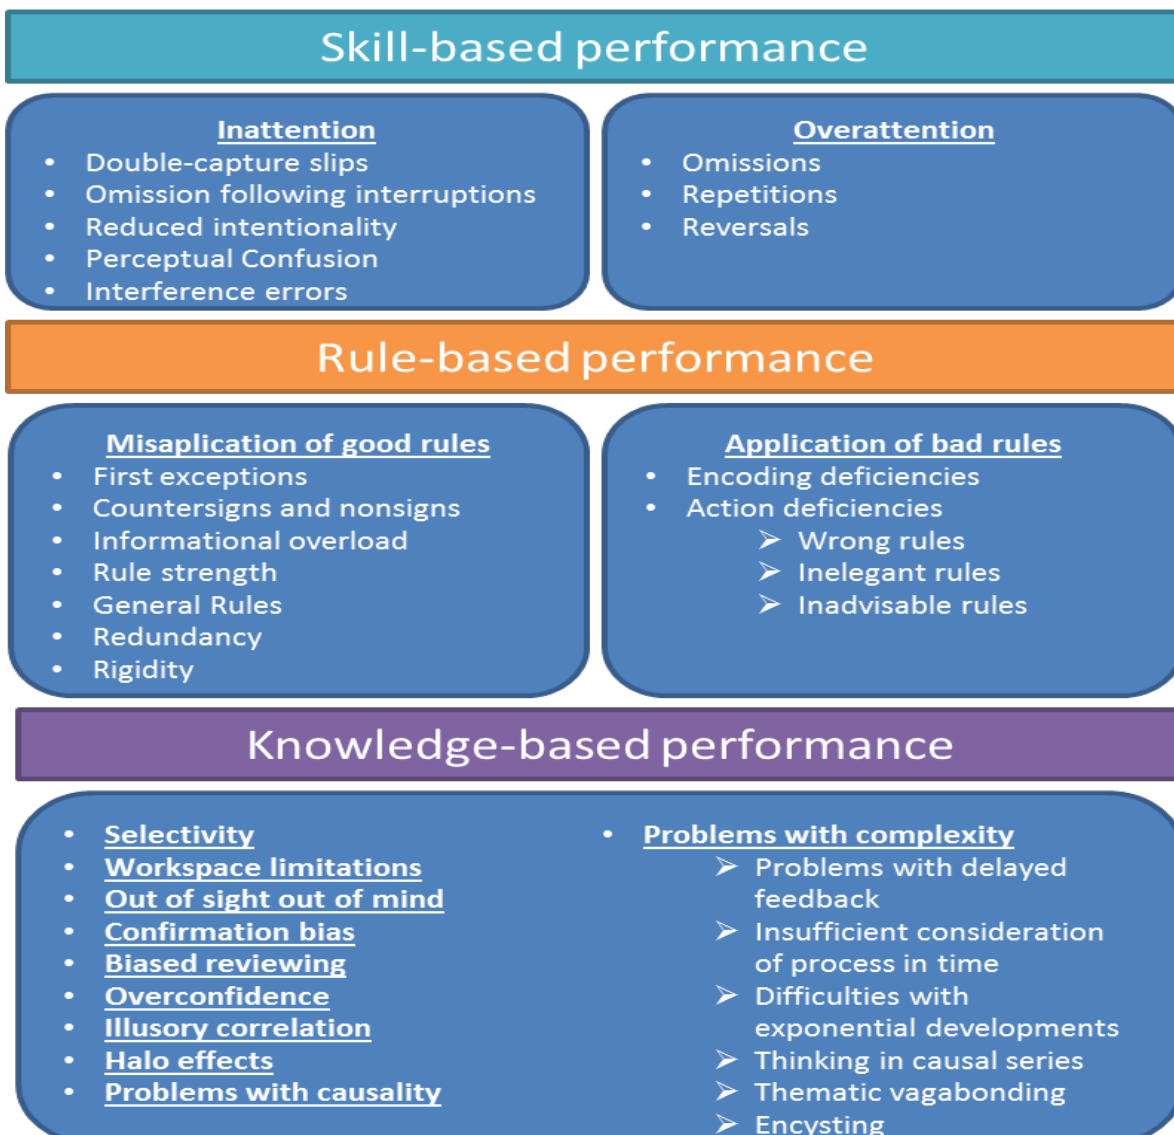 Skill-based performance
Inattention
• Double-capture slips
• Omission following interruptions
• Reduced intentionality
• Perceptual Confusion
• Interference errors
Overattention
• Omissions
• Repetitions
• Reversals
Rule-based performance
Misaplication of good rules
• First exceptions
• Countersigns and nonsigns
• Informational overload
• Rule strength
• General Rules
• Redundancy
• Rigidity
Application of bad rules
• Encoding deficiencies
• Action deficiencies
➢ Wrong rules
➢ Inelegant rules
➢ Inadvisable rules
Knowledge-based performance
• Selectivity
• Workspace limitations
• Out of sight out of mind
• Confirmation bias
• Biased reviewing
• Overconfidence
• Illusory correlation
• Halo effects
• Problems with causality
• Problems with complexity
➢ Problems with delayed
feedback
➢ Insufficient consideration
of process in time
➢ Difficulties with
exponential developments
➢ Thinking in causal series
➢ Thematic vagabonding
➢ Encysting